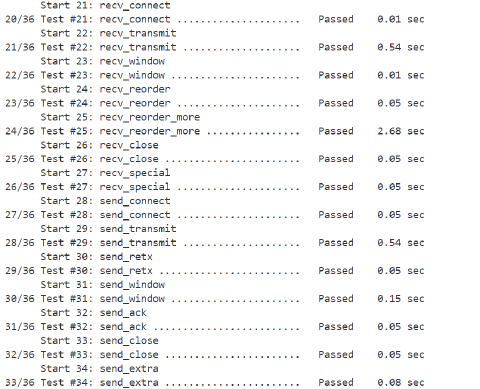 Start 21: recv_connect
20/36 Test #21: recv_connect ..................... Passed 0.01 sec
Start 22: recv_transmit
21/36 Test #22: recv_transmit .................... Passed 0.54 sec
Start 23: recv_window
22/36 Test #23: recv_window ...................... Passed 0.01 sec
Start 24: recv_reorder
23/36 Test #24: recv_reorder ..................... Passed 0.05 sec
Start 25: recv_reorder_more
24/36 Test #25: recv_reorder_more ................ Passed 2.68 sec
Start 26: recv_close
25/36 Test #26: recv_close ....................... Passed 0.05 sec
Start 27: recv_special
26/36 Test #27: recv_special ..................... Passed 0.05 sec
Start 28: send_connect
27/36 Test #28: send_connect ..................... Passed 0.05 sec
Start 29: send_transmit
28/36 Test #29: send_transmit .................... Passed 0.54 sec
Start 30: send_retx
29/36 Test #30: send_retx ........................ Passed 0.05 sec
Start 31: send_window
30/36 Test #31: send_window ...................... Passed 0.15 sec
Start 32: send_ack
31/36 Test #32: send_ack ......................... Passed 0.05 sec
Start 33: send_close
32/36 Test #33: send_close ....................... Passed 0.05 sec
Start 34: send_extra
33/36 Test #34: send_extra ....................... Passed 0.08 sec